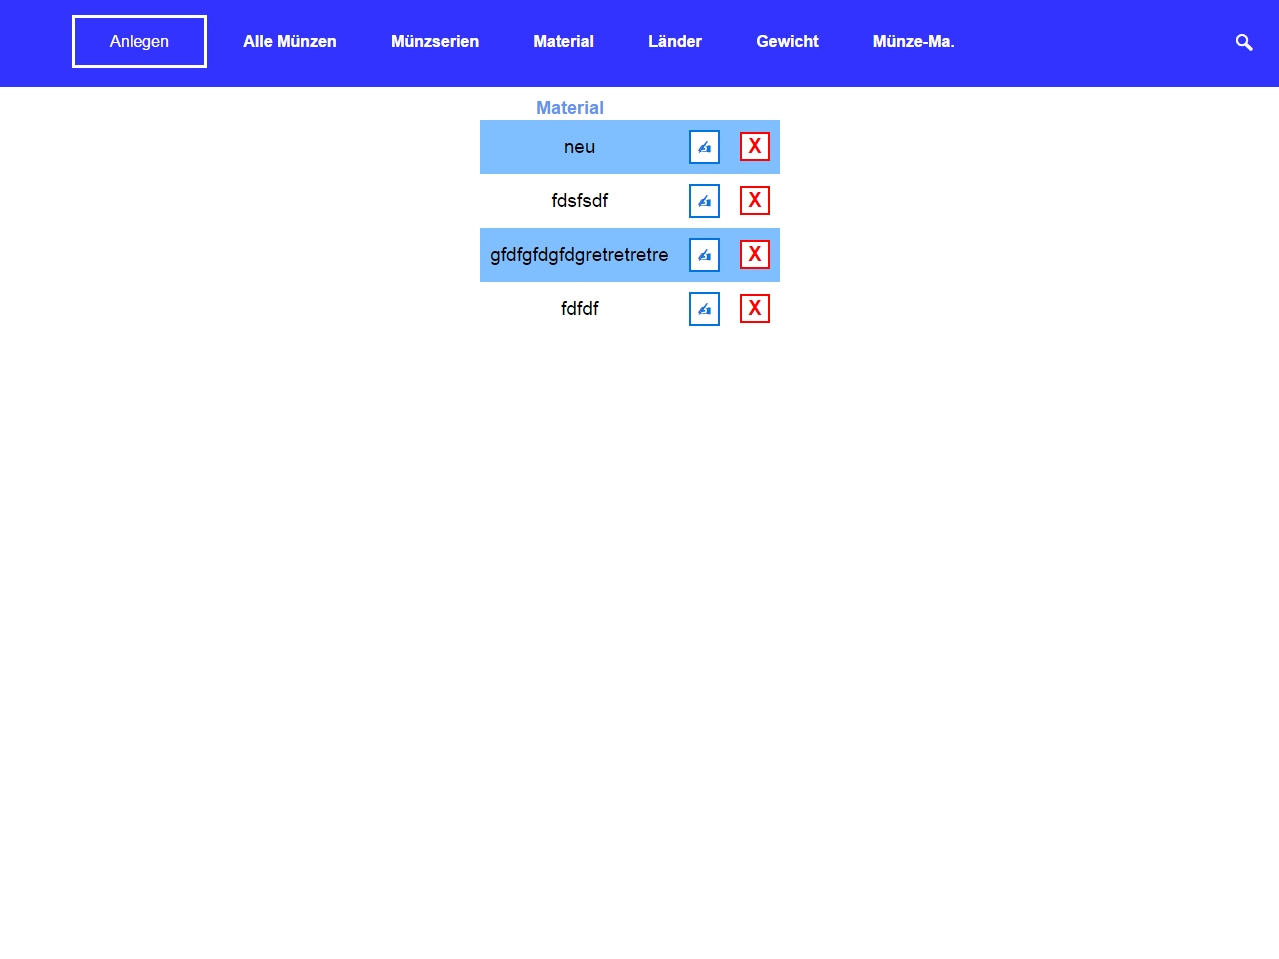 Anlegen Alle Münzen Münzserien Material Länder Gewicht Münze-Ma.
Material
neu ✍ X
fdsfsdf ✍ X
gfdfgfdgfdgretretretre ✍ X
fdfdf ✍ X